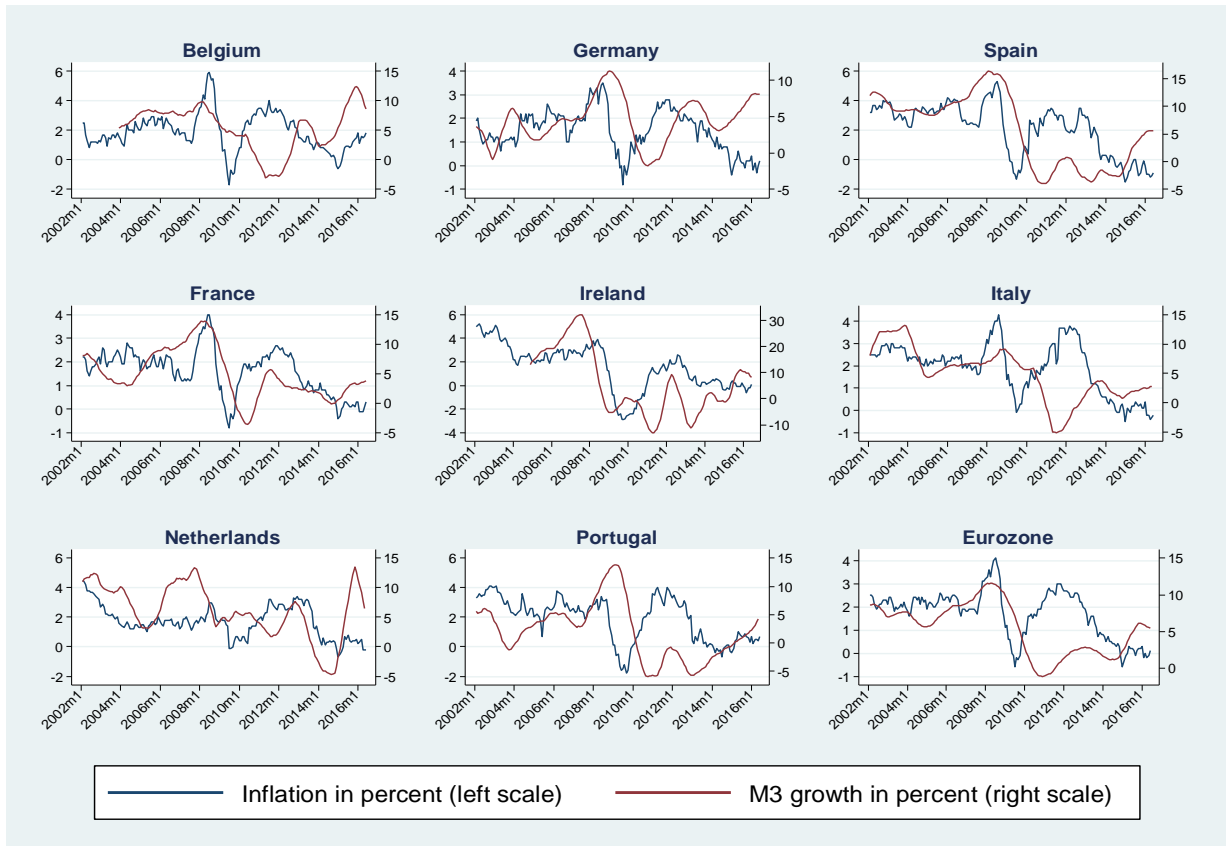 Belgium
6
4
2
0
-2
15
10
5
0
-5
2002m1
2004m1
2006m1
2008m1
2010m1
2012m1
2014m1
2016m1
Germany
4
3
2
1
0
-1
10
5
0
-5
2002m1
2004m1
2006m1
2008m1
2010m1
2012m1
2014m1
2016m1
Spain
6
4
2
0
-2
15
10
5
0
-5
2002m1
2004m1
2006m1
2008m1
2010m1
2012m1
2014m1
2016m1
France
4
3
2
1
0
-1
15
10
5
0
-5
2002m1
2004m1
2006m1
2008m1
2010m1
2012m1
2014m1
2016m1
Ireland
6
4
2
0
-2
-4
30
20
10
0
-10
2002m1
2004m1
2006m1
2008m1
2010m1
2012m1
2014m1
2016m1
Italy
4
3
2
1
0
-1
15
10
5
0
-5
2002m1
2004m1
2006m1
2008m1
2010m1
2012m1
2014m1
2016m1
Netherlands
6
4
2
0
-2
15
10
5
0
-5
2002m1
2004m1
2006m1
2008m1
2010m1
2012m1
2014m1
2016m1
Portugal
6
4
2
0
-2
15
10
5
0
-5
2002m1
2004m1
2006m1
2008m1
2010m1
2012m1
2014m1
2016m1
Eurozone
4
3
2
1
0
-1
15
10
5
0
2002m1
2004m1
2006m1
2008m1
2010m1
2012m1
2014m1
2016m1
Inflation in percent (left scale)
M3 growth in percent (right scale)